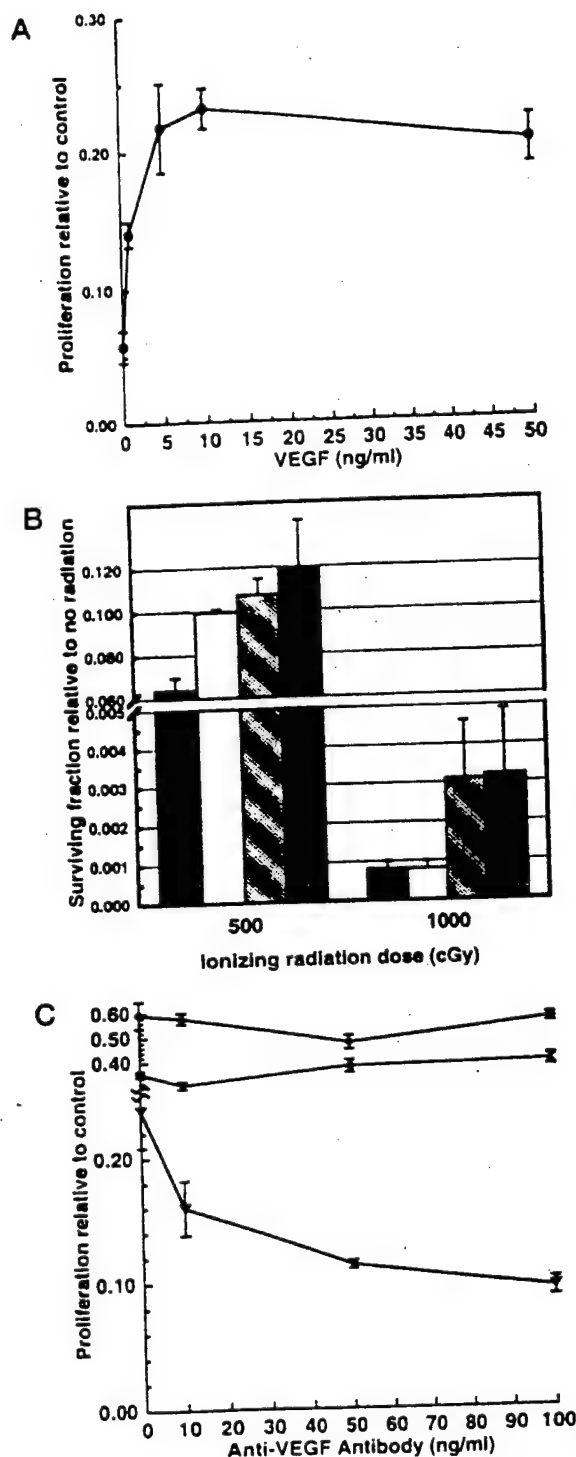 A
Proliferation relative to control
0.30
0.20
0.10
0.00
0 5 10 15 20 25 30 35 40 45 50
VEGF (ng/ml)
B
Surviving fraction relative to no radiation
0.120
0.100
0.080
0.060
0.005
0.004
0.003
0.002
0.001
0.000
500 1000
Ionizing radiation dose (cGy)
C
Proliferation relative to control
0.60
0.50
0.40
0.20
0.10
0.00
0 10 20 30 40 50 60 70 80 90 100
Anti-VEGF Antibody (ng/ml)